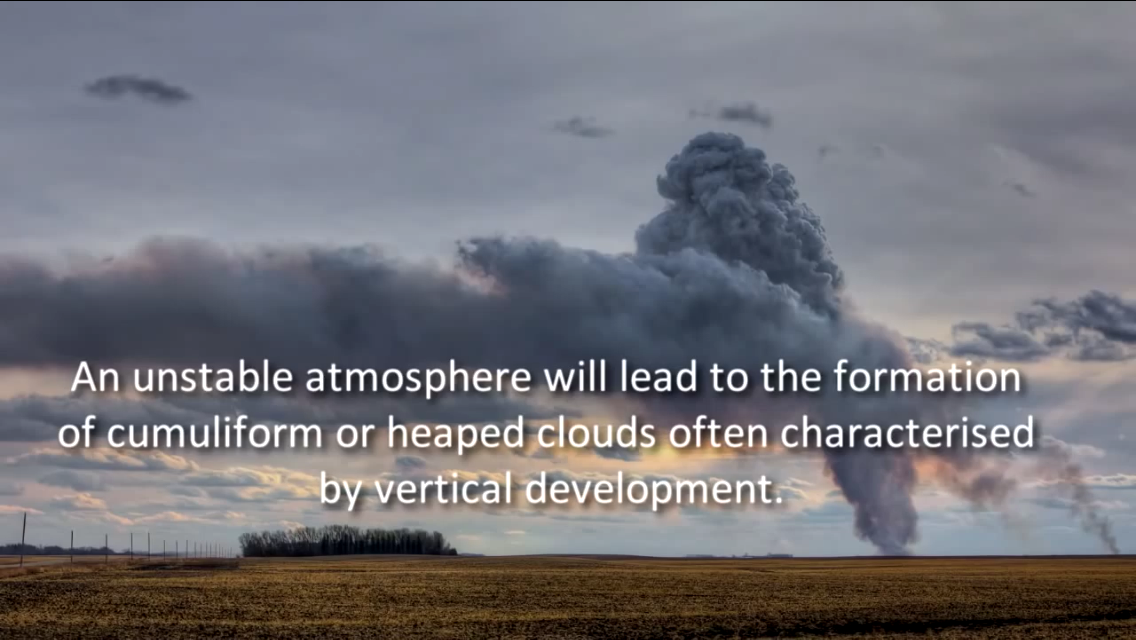 An unstable atmosphere will lead to the formation
of cumuliform or heaped clouds often characterised
by vertical development.